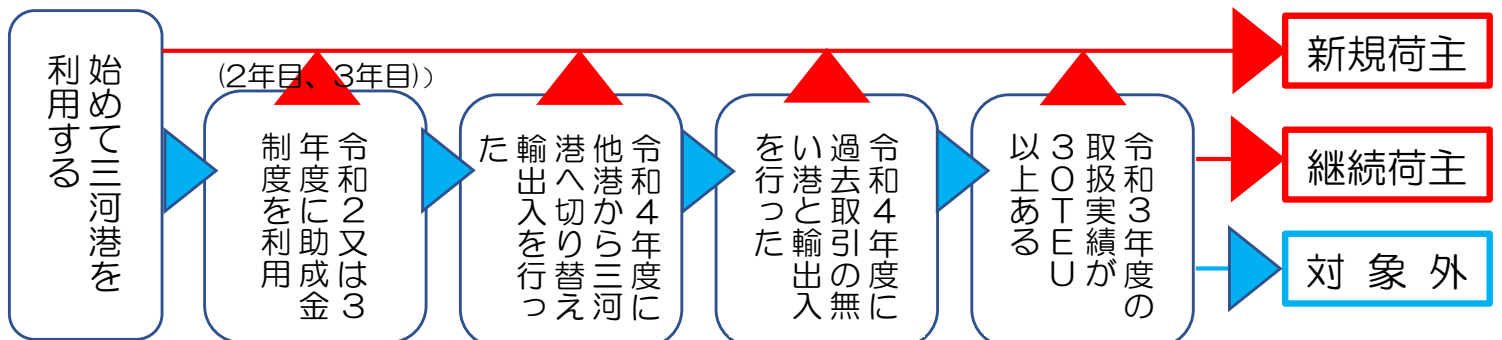 始めて三河港を
利用する
(2年目、3年目))
令和２又は３
年度に助成金
制度を利用
令和４年度に
他港から三河
港へ切り替え
輸出入を行っ
た
令和４年度に
過去取引の無
い港と輸出入
を行った
令和３年度の
取扱実績が
３０ＴＥＵ
以上ある
新規荷主
継続荷主
対 象 外